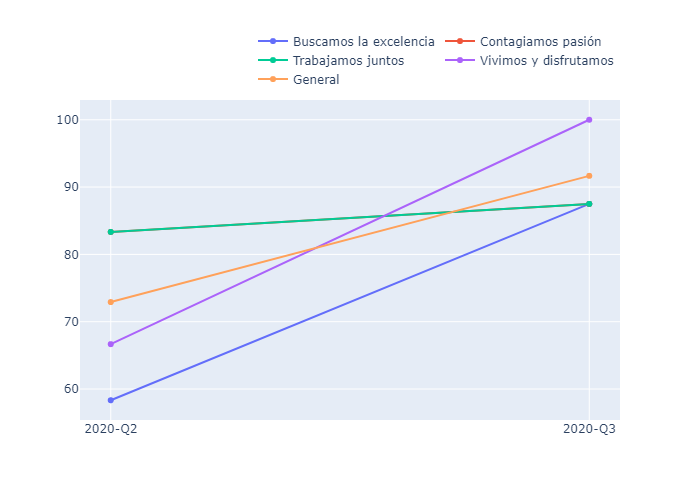 Buscamos la excelencia Contagiamos pasión
Trabajamos juntos Vivimos y disfrutamos
General
100
90
80
70
60
2020-Q2 2020-Q3